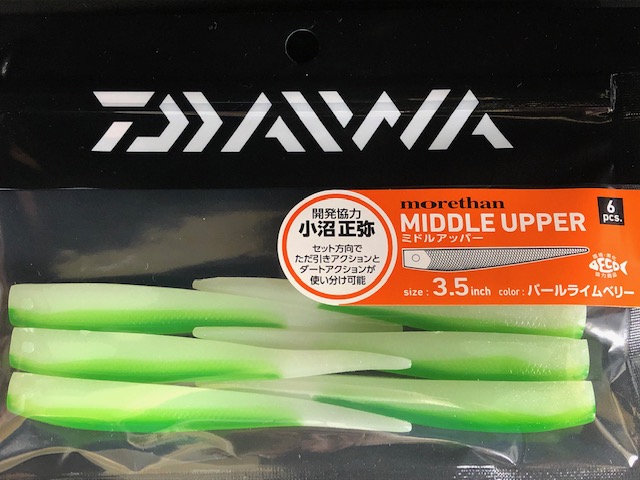 DAIWA
開発協力
小沼 正弥
セット方向で
ただ引きアクションと
ダートアクションが
使い分け可能
morethan
MIDDLE UPPER
ミドルアッパー
6
pcs.
ECO
size : 3.5inch color : パールライムベリー